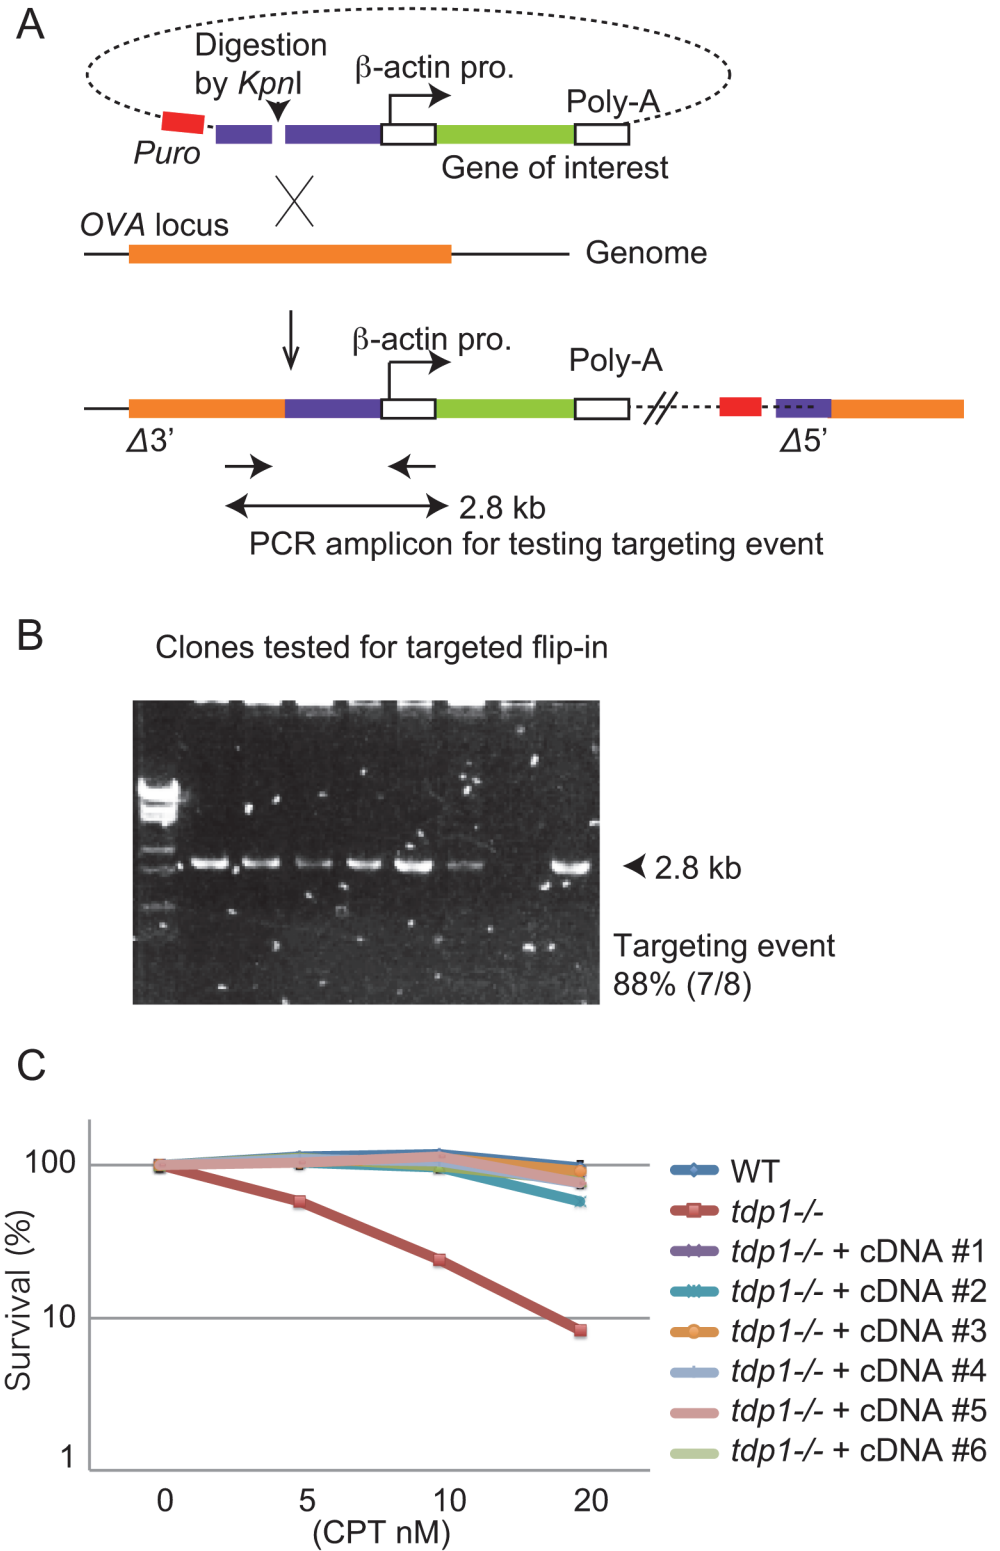 A
Digestion
by KpnI
β-actin pro.
Poly-A
Puro
Gene of interest
OVA locus
Genome
β-actin pro.
Poly-A
Δ3’
Δ5’
2.8 kb
PCR amplicon for testing targeting event
B
Clones tested for targeted flip-in
2.8 kb
Targeting event
88% (7/8)
C
Survival (%)
100
10
1
0 5 10 20
(CPT nM)
WT
tdp1-/-
tdp1-/- + cDNA #1
tdp1-/- + cDNA #2
tdp1-/- + cDNA #3
tdp1-/- + cDNA #4
tdp1-/- + cDNA #5
tdp1-/- + cDNA #6